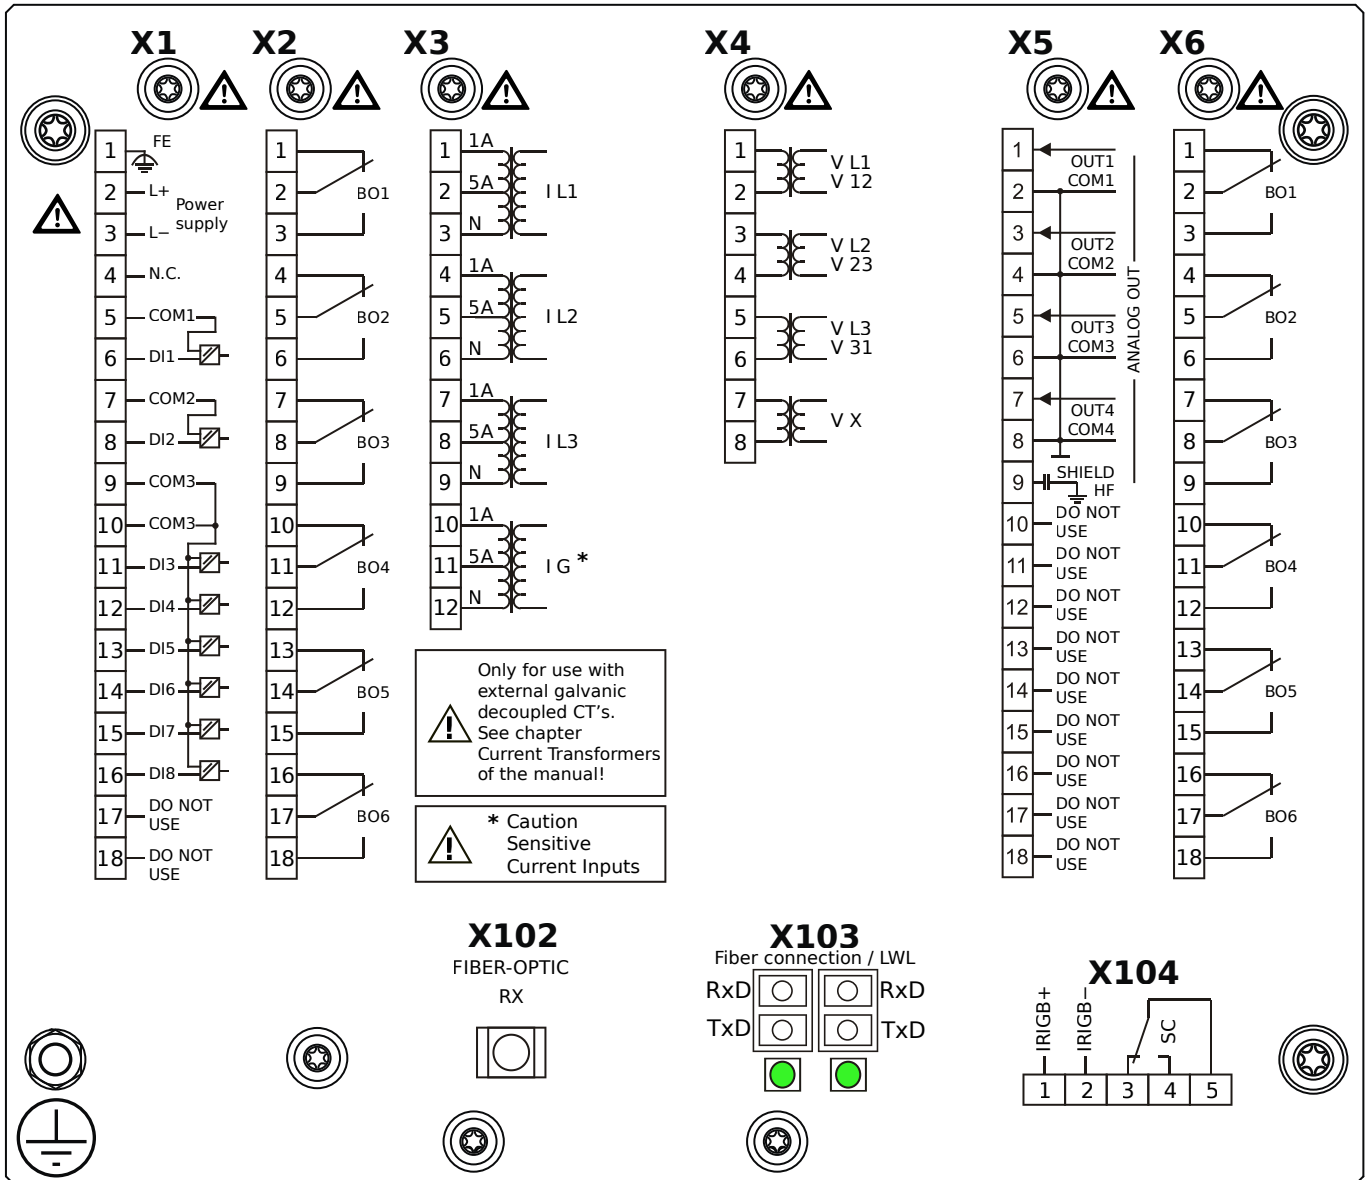 X1
X2
X3
X4
X5
X6
1 FE
2 L+
Power
supply
3 L−
4 N.C.
5 COM1
6 DI1
7 COM2
8 DI2
9 COM3
10 COM3
11 DI3
12 DI4
13 DI5
14 DI6
15 DI7
16 DI8
17 DO NOT
USE
18 DO NOT
USE
1
2 BO1
3
4
5 BO2
6
7
8 BO3
9
10
11 BO4
12
13
14 BO5
15
16
17 BO6
18
1 1A
2 5A I L1
3 N
4 1A
5 5A I L2
6 N
7 1A
8 5A I L3
9 N
10 1A
11 5A I G *
12 N
Only for use with
external galvanic
decoupled CT's.
See chapter
Current Transformers
of the manual!
* Caution
Sensitive
Current Inputs
1 V L1
2 V 12
3 V L2
4 V 23
5 V L3
6 V 31
7 V X
8
1 OUT1
2 COM1
3 OUT2
4 COM2
5 OUT3
6 COM3
7 OUT4
8 COM4
ANALOG OUT
9 SHIELD
HF
10 DO NOT
USE
11 DO NOT
USE
12 DO NOT
USE
13 DO NOT
USE
14 DO NOT
USE
15 DO NOT
USE
16 DO NOT
USE
17 DO NOT
USE
18 DO NOT
USE
1
2 BO1
3
4
5 BO2
6
7
8 BO3
9
10
11 BO4
12
13
14 BO5
15
16
17 BO6
18
X102
FIBER-OPTIC
RX
X103
Fiber connection / LWL
RxD RxD
TxD TxD
X104
IRIGB+
IRIGB−
SC
1 2 3 4 5